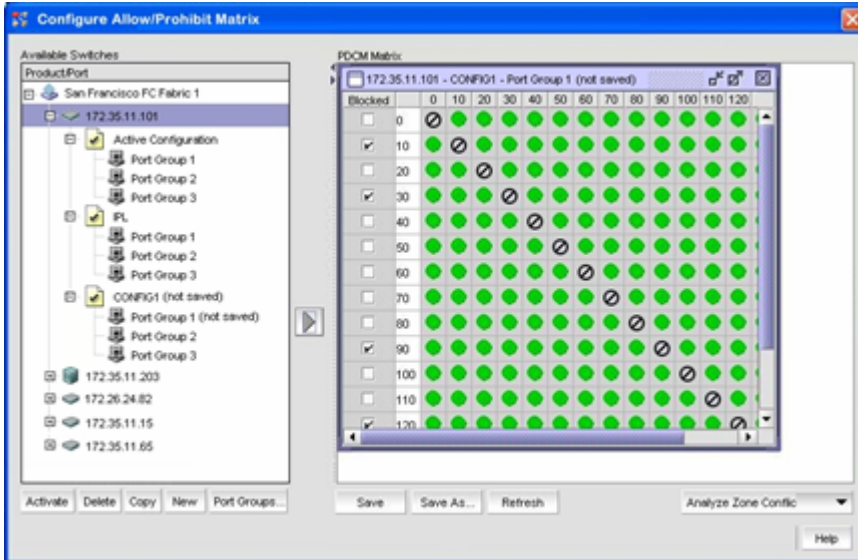 Configure Allow/Prohibit Matrix
Available Switches
Product/Port
San Francisco FC Fabric 1
172.35.11.101
Active Configuration
Port Group 1
Port Group 2
Port Group 3
IPL
Port Group 1
Port Group 2
Port Group 3
CONFIG1 (not saved)
Port Group 1 (not saved)
Port Group 2
Port Group 3
172.35.11.203
172.26.24.82
172.35.11.15
172.35.11.65
Activate Delete Copy New Port Groups...
PDCM Matrix:
172.35.11.101 - CONFIG1 - Port Group 1 (not saved)
Blocked 0 10 20 30 40 50 60 70 80 90 100 110 120
0
10
20
30
40
50
60
70
80
90
100
110
120
Save Save As... Refresh Analyze Zone Conflic
Help